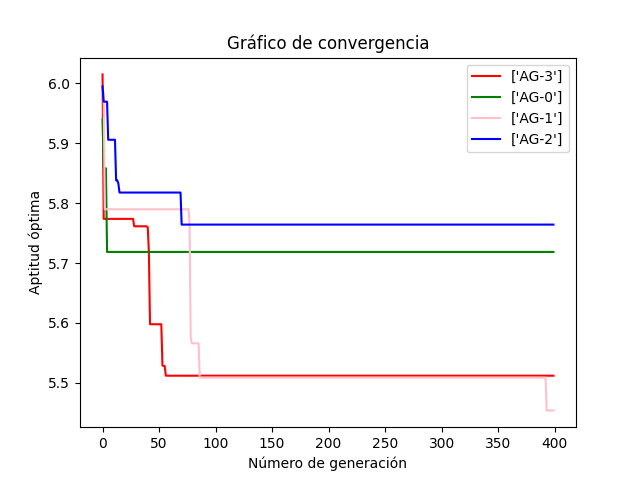 Gráfico de convergencia
Aptitud óptima
6.0
5.9
5.8
5.7
5.6
5.5
['AG-3']
['AG-0']
['AG-1']
['AG-2']
0 50 100 150 200 250 300 350 400
Número de generación